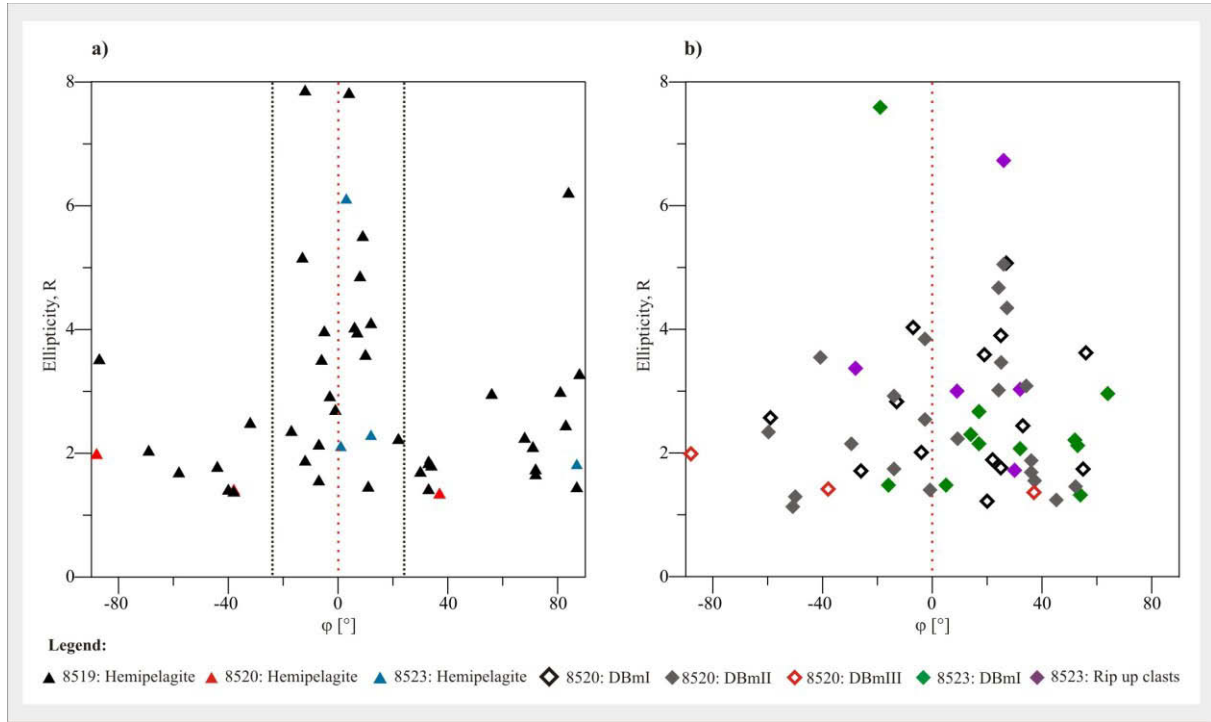 a)
b)
8
6
4
2
0
Ellipticity, R
-80
-40
0
40
80
φ [°]
8
6
4
2
0
Ellipticity, R
-80
-40
0
40
80
φ [°]
Legend:
8519: Hemipelagite 8520: Hemipelagite 8523: Hemipelagite 8520: DBmI 8520: DBmII 8520: DBmIII 8523: DBmI 8523: Rip up clasts